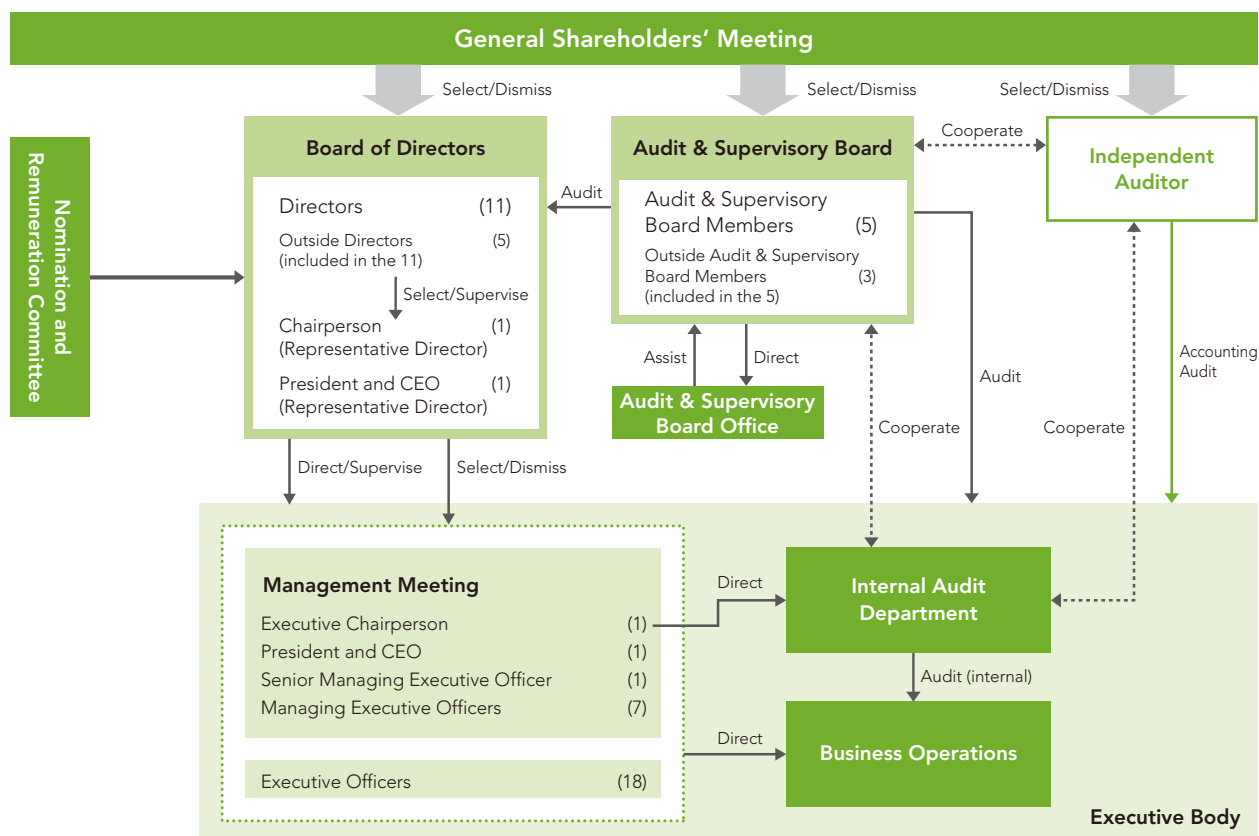 General Shareholders' Meeting
Select/Dismiss
Select/Dismiss
Select/Dismiss
Nomination and
Remuneration Committee
Board of Directors
Directors (11)
Outside Directors (5)
(included in the 11)
Select/Supervise
Chairperson (1)
(Representative Director)
President and CEO (1)
(Representative Director)
Audit
Audit & Supervisory Board
Audit & Supervisory
Board Members (5)
Outside Audit & Supervisory
Board Members (3)
(included in the 5)
Cooperate
Independent
Auditor
Assist
Direct
Audit & Supervisory
Board Office
Cooperate
Audit
Cooperate
Accounting
Audit
Direct/Supervise
Select/Dismiss
Management Meeting
Executive Chairperson (1)
President and CEO (1)
Senior Managing Executive Officer (1)
Managing Executive Officers (7)
Executive Officers (18)
Direct
Internal Audit
Department
Audit (internal)
Direct
Business Operations
Executive Body